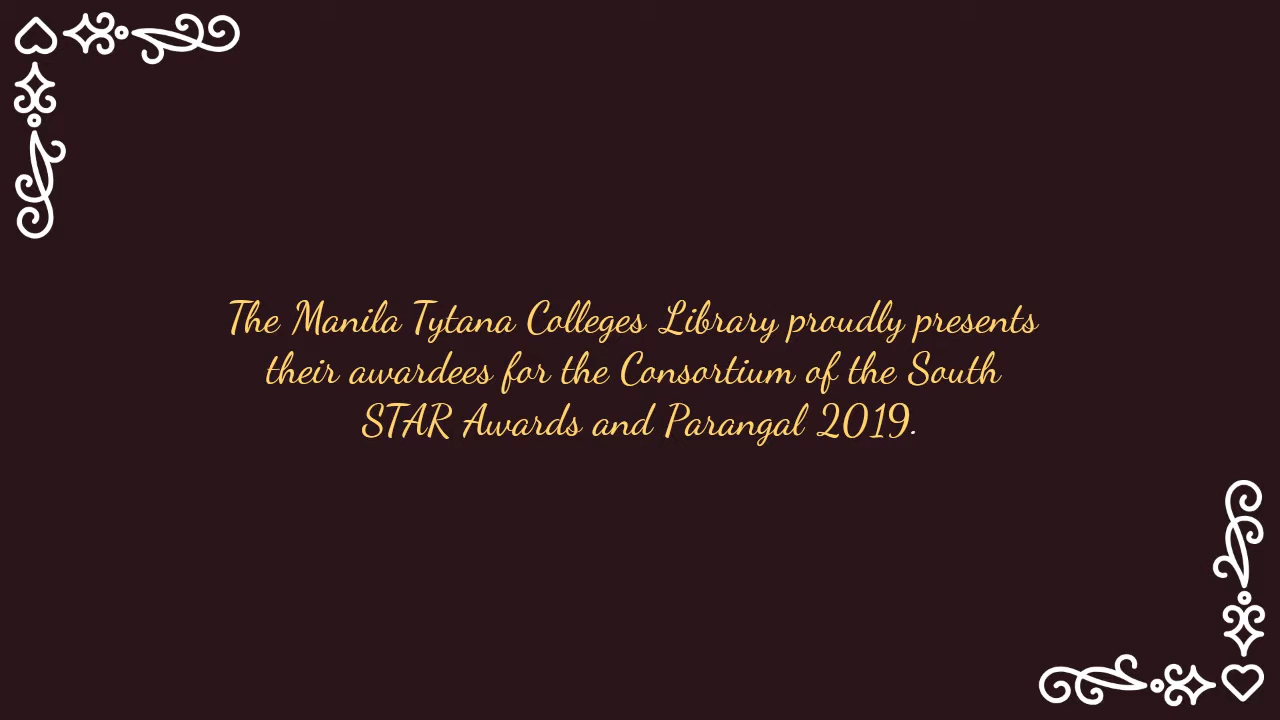 The Manila Tytana Colleges Library proudly presents
their awardees for the Consortium of the South
STAR Awards and Parangal 2019.